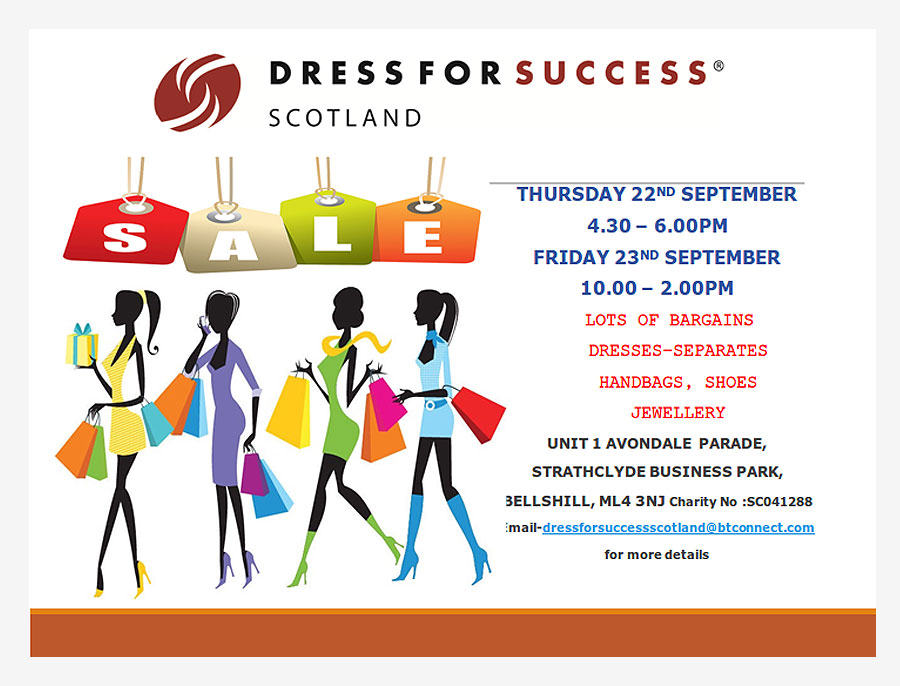 DRESS FOR SUCCESS®
SCOTLAND
SALE
THURSDAY 22ND SEPTEMBER
4.30 – 6.00PM
FRIDAY 23ND SEPTEMBER
10.00 – 2.00PM
LOTS OF BARGAINS
DRESSES-SEPARATES
HANDBAGS, SHOES
JEWELLERY
UNIT 1 AVONDALE PARADE,
STRATHCLYDE BUSINESS PARK,
BELLSHILL, ML4 3NJ Charity No :SC041288
Email-dressforsuccessscotland@btconnect.com
for more details